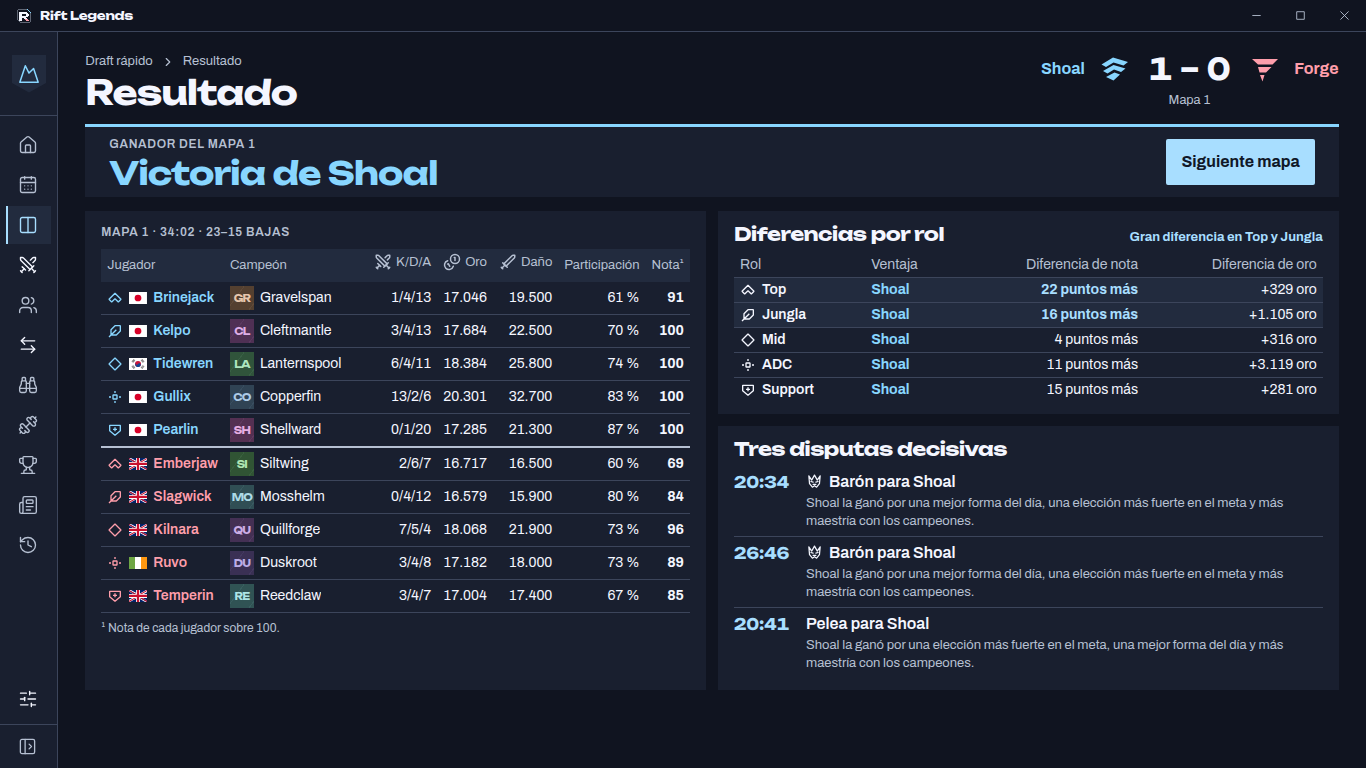 Rift Legends
Draft rápido > Resultado
Resultado
Shoal 1 – 0 Forge
Mapa 1
GANADOR DEL MAPA 1
Victoria de Shoal
Siguiente mapa
MAPA 1 · 34:02 · 23–15 BAJAS
Jugador Campeón K/D/A Oro Daño Participación Nota¹
Brinejack GR Gravelspan 1/4/13 17.046 19.500 61 % 91
Kelpo CL Cleftmantle 3/4/13 17.684 22.500 70 % 100
Tidewren LA Lanternspool 6/4/11 18.384 25.800 74 % 100
Gullix CO Copperfin 13/2/6 20.301 32.700 83 % 100
Pearlin SH Shellward 0/1/20 17.285 21.300 87 % 100
Emberjaw SI Siltwing 2/6/7 16.717 16.500 60 % 69
Slagwick MO Mosshelm 0/4/12 16.579 15.900 80 % 84
Kilnara QU Quillforge 7/5/4 18.068 21.900 73 % 96
Ruvo DU Duskroot 3/4/8 17.182 18.000 73 % 89
Temperin RE Reedclaw 3/4/7 17.004 17.400 67 % 85
¹ Nota de cada jugador sobre 100.
Diferencias por rol
Gran diferencia en Top y Jungla
Rol Ventaja Diferencia de nota Diferencia de oro
Top Shoal 22 puntos más +329 oro
Jungla Shoal 16 puntos más +1.105 oro
Mid Shoal 4 puntos más +316 oro
ADC Shoal 11 puntos más +3.119 oro
Support Shoal 15 puntos más +281 oro
Tres disputas decisivas
20:34 Barón para Shoal
Shoal la ganó por una mejor forma del día, una elección más fuerte en el meta y más
maestría con los campeones.
26:46 Barón para Shoal
Shoal la ganó por una mejor forma del día, una elección más fuerte en el meta y más
maestría con los campeones.
20:41 Pelea para Shoal
Shoal la ganó por una elección más fuerte en el meta, una mejor forma del día y más
maestría con los campeones.